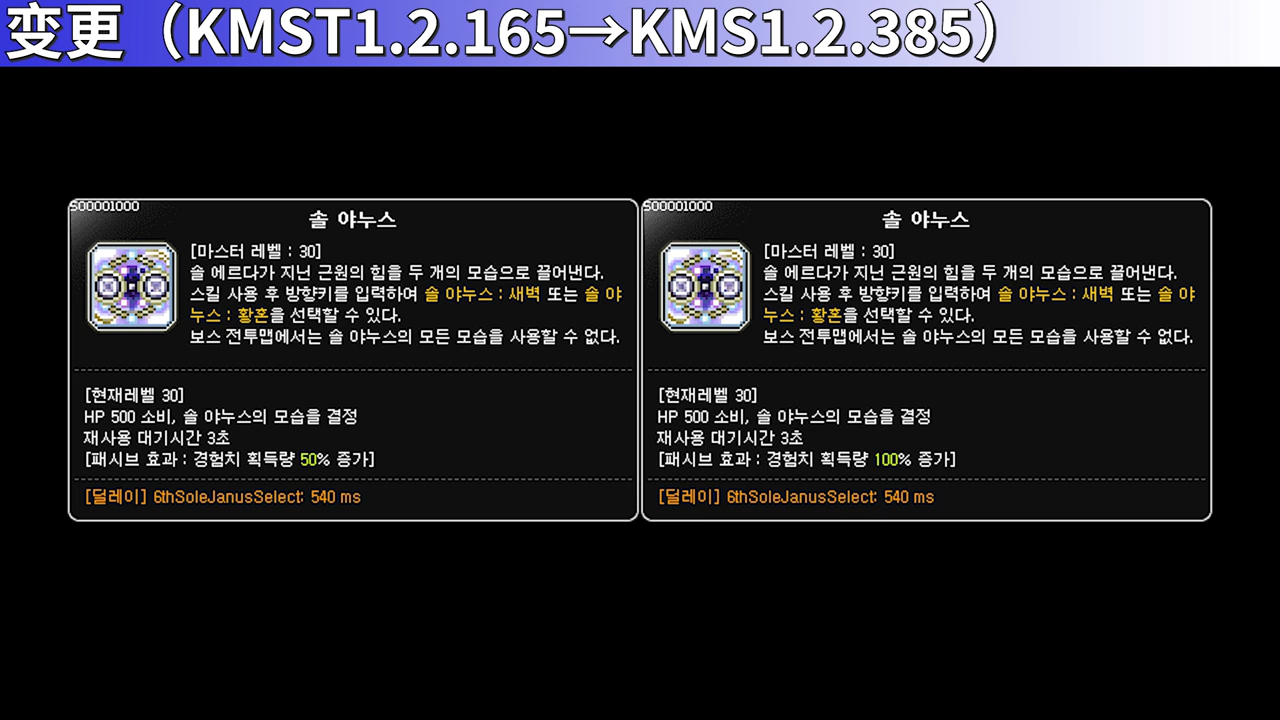 变更（KMST1.2.165→KMS1.2.385）
S00001000
솔 야누스
[마스터 레벨 : 30]
솔 에르다가 지닌 근원의 힘을 두 개의 모습으로 끌어낸다.
스킬 사용 후 방향키를 입력하여 솔 야누스 : 새벽 또는 솔 야
누스 : 황혼을 선택할 수 있다.
보스 전투맵에서는 솔 야누스의 모든 모습을 사용할 수 없다.
[현재레벨 30]
HP 500 소비, 솔 야누스의 모습을 결정
재사용 대기시간 3초
[패시브 효과 : 경험치 획득량 50% 증가]
[딜레이] 6thSoleJanusSelect: 540 ms
S00001000
솔 야누스
[마스터 레벨 : 30]
솔 에르다가 지닌 근원의 힘을 두 개의 모습으로 끌어낸다.
스킬 사용 후 방향키를 입력하여 솔 야누스 : 새벽 또는 솔 야
누스 : 황혼을 선택할 수 있다.
보스 전투맵에서는 솔 야누스의 모든 모습을 사용할 수 없다.
[현재레벨 30]
HP 500 소비, 솔 야누스의 모습을 결정
재사용 대기시간 3초
[패시브 효과 : 경험치 획득량 100% 증가]
[딜레이] 6thSoleJanusSelect: 540 ms